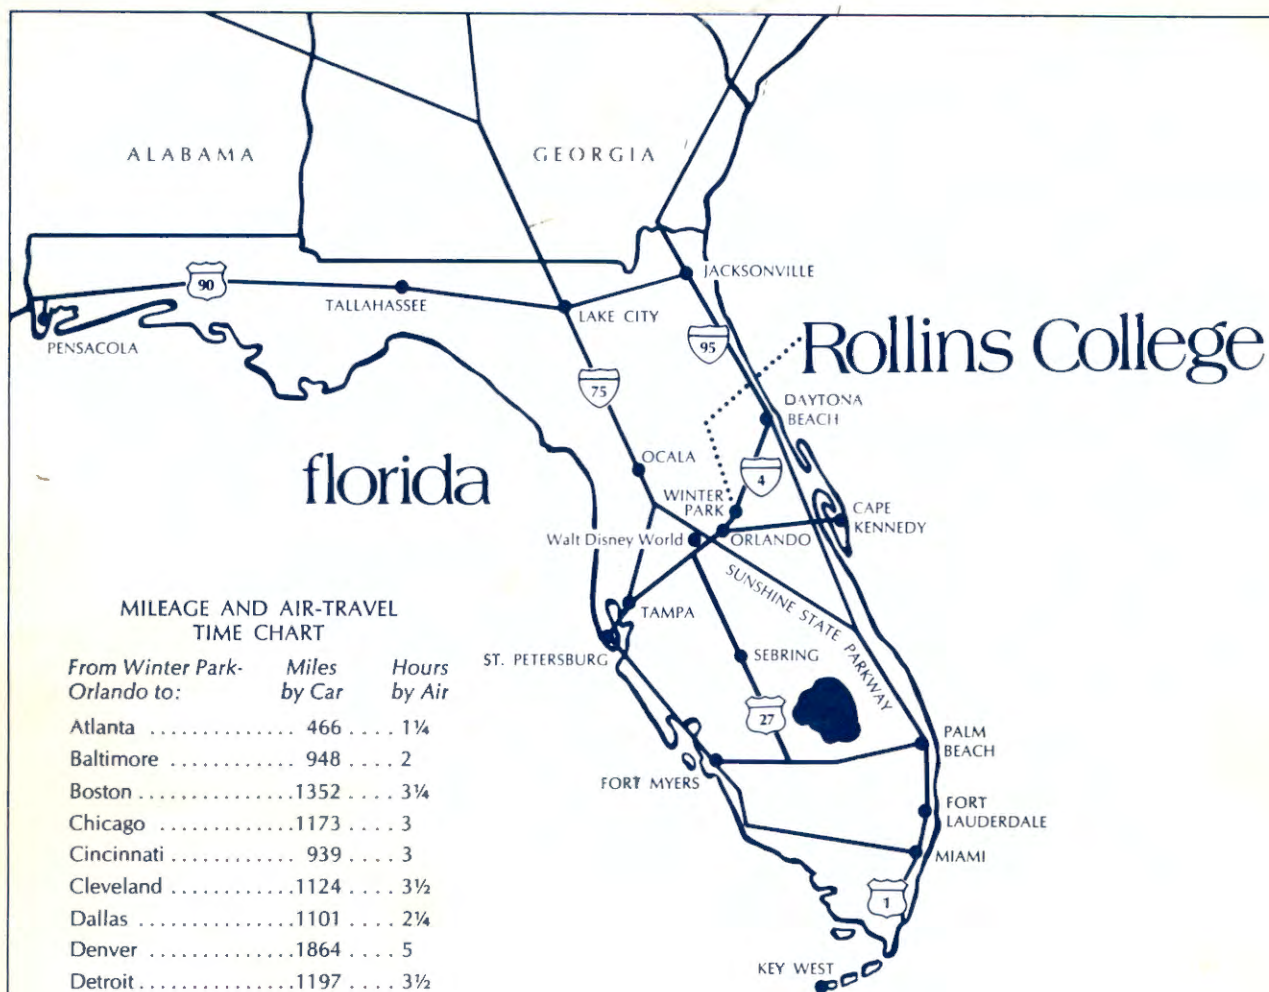 ALABAMA
GEORGIA
90
TALLAHASSEE
PENSACOLA
JACKSONVILLE
LAKE CITY
95
Rollins College
75
DAYTONA
BEACH
florida
OCALA
4
WINTER
PARK
CAPE
KENNEDY
Walt Disney World
ORLANDO
SUNSHINE STATE PARKWAY
TAMPA
ST. PETERSBURG
SEBRING
27
PALM
BEACH
FORT MYERS
FORT
LAUDERDALE
MIAMI
1
KEY WEST
MILEAGE AND AIR-TRAVEL
TIME CHART
From Winter Park- Miles Hours
Orlando to: by Car by Air
Atlanta ............... 466 .... 1¼
Baltimore ............ 948 .... 2
Boston ...............1352 .... 3¼
Chicago .............1173 .... 3
Cincinnati ............ 939 .... 3
Cleveland ............1124 .... 3½
Dallas ...............1101 .... 2¼
Denver ..............1864 .... 5
Detroit ...............1197 .... 3½